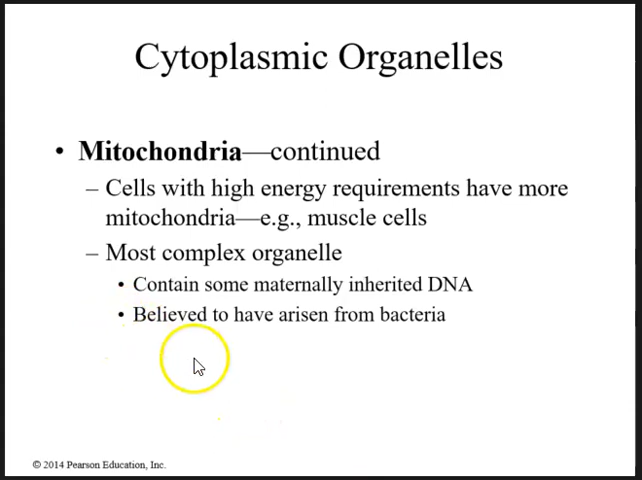 Cytoplasmic Organelles
• Mitochondria—continued
– Cells with high energy requirements have more
mitochondria—e.g., muscle cells
– Most complex organelle
• Contain some maternally inherited DNA
• Believed to have arisen from bacteria
© 2014 Pearson Education, Inc.